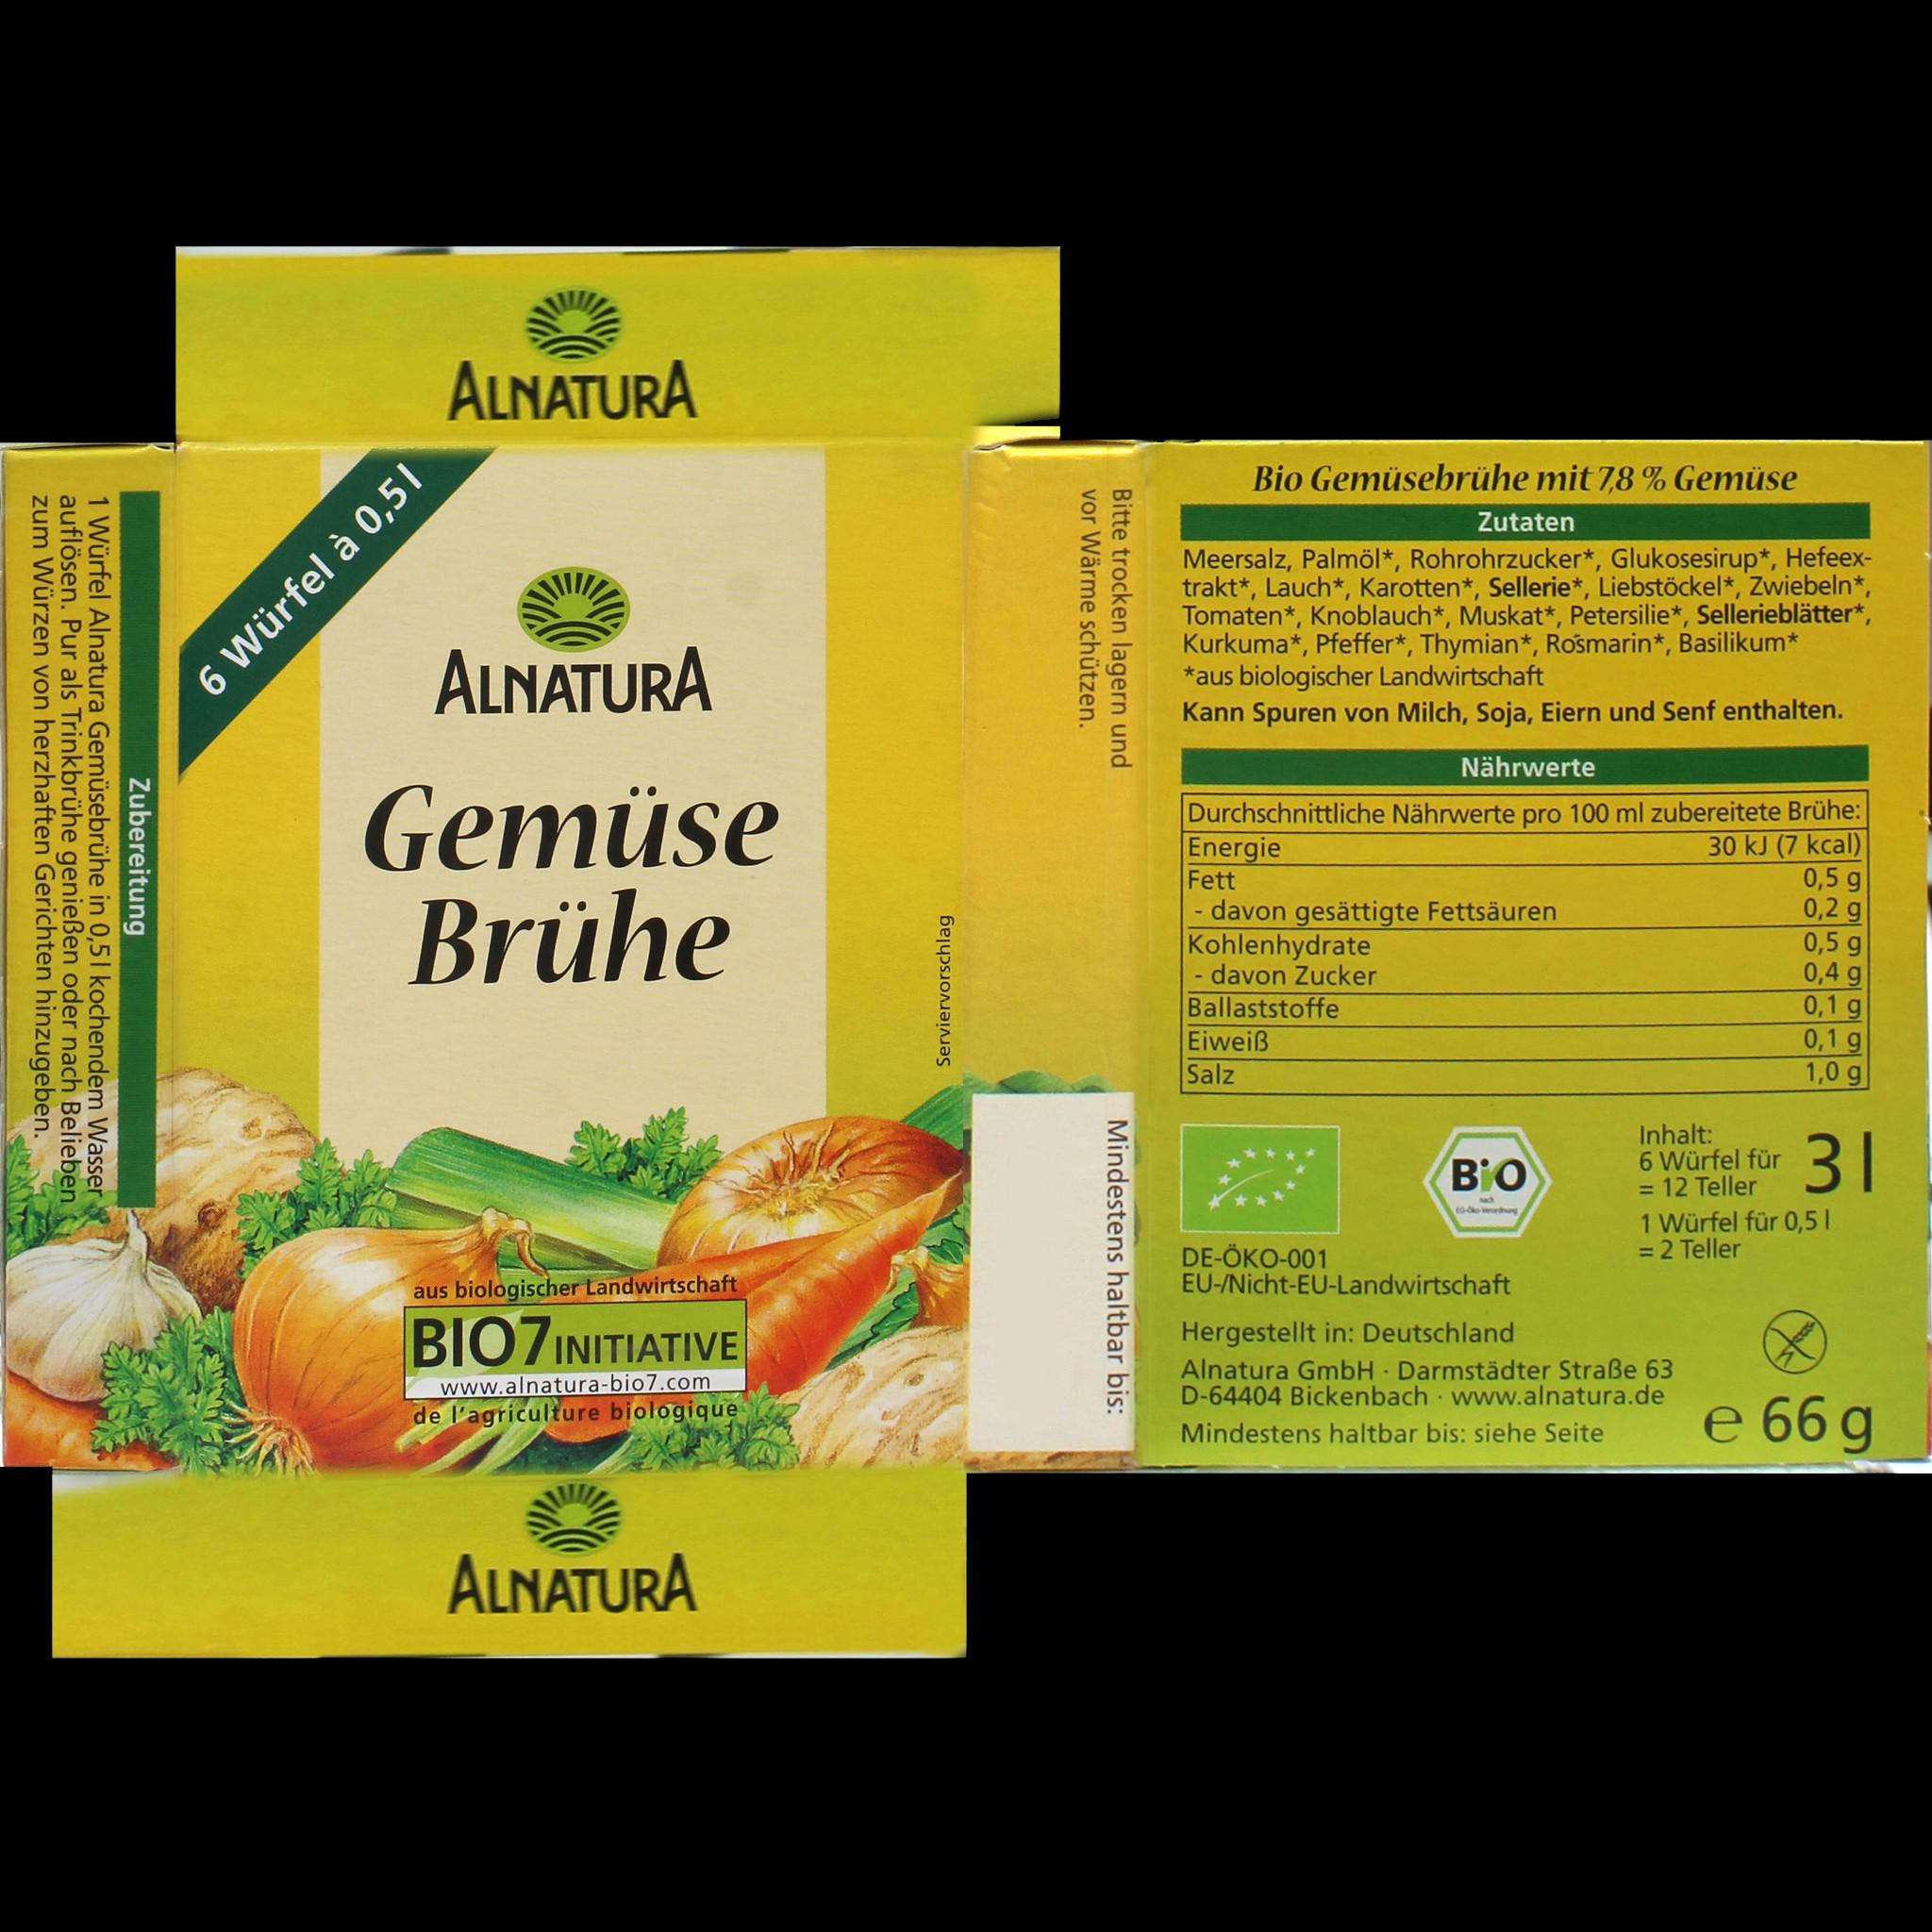 ALNATURA
Zubereitung
1 Würfel Alnatura Gemüsebrühe in 0,5 l kochendem Wasser
auflösen. Pur als Trinkbrühe genießen oder nach Belieben
zum Würzen von herzhaften Gerichten hinzugeben.
6 Würfel à 0,5 l
ALNATURA
Gemüse
Brühe
Serviervorschlag
aus biologischer Landwirtschaft
BIO7 INITIATIVE
www.alnatura-bio7.com
de l'agriculture biologique
ALNATURA
Bitte trocken lagern und
vor Wärme schützen.
Mindestens haltbar bis:
Bio Gemüsebrühe mit 7,8 % Gemüse
Zutaten
Meersalz, Palmöl*, Rohrohrzucker*, Glukosesirup*, Hefeex-
trakt*, Lauch*, Karotten*, Sellerie*, Liebstöckel*, Zwiebeln*,
Tomaten*, Knoblauch*, Muskat*, Petersilie*, Sellerieblätter*,
Kurkuma*, Pfeffer*, Thymian*, Rosmarin*, Basilikum*
*aus biologischer Landwirtschaft
Kann Spuren von Milch, Soja, Eiern und Senf enthalten.
Nährwerte
Durchschnittliche Nährwerte pro 100 ml zubereitete Brühe:
Energie 30 kJ (7 kcal)
Fett 0,5 g
- davon gesättigte Fettsäuren 0,2 g
Kohlenhydrate 0,5 g
- davon Zucker 0,4 g
Ballaststoffe 0,1 g
Eiweiß 0,1 g
Salz 1,0 g
Bio
nach
EG-Öko-Verordnung
Inhalt:
6 Würfel für 3 l
= 12 Teller
1 Würfel für 0,5 l
= 2 Teller
DE-ÖKO-001
EU-/Nicht-EU-Landwirtschaft
Hergestellt in: Deutschland
Alnatura GmbH · Darmstädter Straße 63
D-64404 Bickenbach · www.alnatura.de
Mindestens haltbar bis: siehe Seite
e 66 g